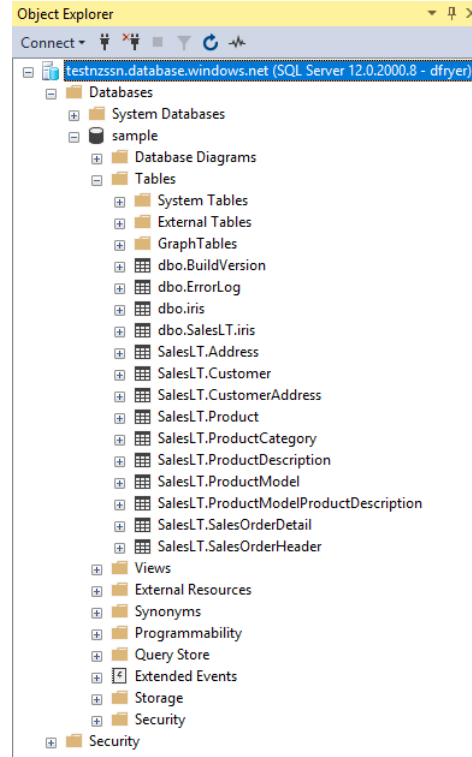 Object Explorer
Connect
testnzssn.database.windows.net (SQL Server 12.0.2000.8 - dfryer)
Databases
System Databases
sample
Database Diagrams
Tables
System Tables
External Tables
GraphTables
dbo.BuildVersion
dbo.ErrorLog
dbo.iris
dbo.SalesLT.iris
SalesLT.Address
SalesLT.Customer
SalesLT.CustomerAddress
SalesLT.Product
SalesLT.ProductCategory
SalesLT.ProductDescription
SalesLT.ProductModel
SalesLT.ProductModelProductDescription
SalesLT.SalesOrderDetail
SalesLT.SalesOrderHeader
Views
External Resources
Synonyms
Programmability
Query Store
Extended Events
Storage
Security
Security